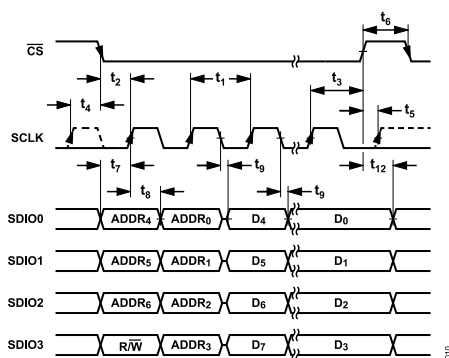 t6
CS
t2
t1
t3
t4
t5
SCLK
t7
t9
t9
t12
t8
SDIO0 ADDR4 ADDR0 D4 D0
SDIO1 ADDR5 ADDR1 D5 D1
SDIO2 ADDR6 ADDR2 D6 D2
SDIO3 R/W ADDR3 D7 D3
010